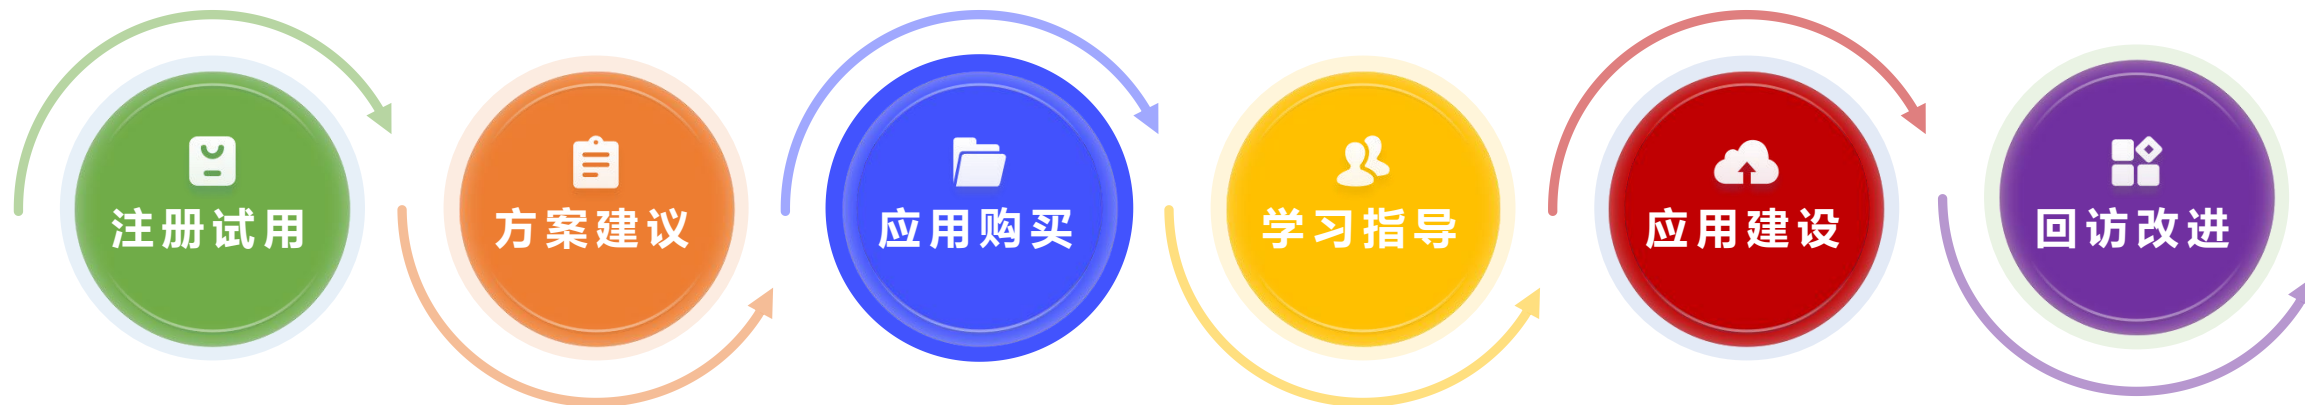 注册试用
方案建议
应用购买
学习指导
应用建设
回访改进